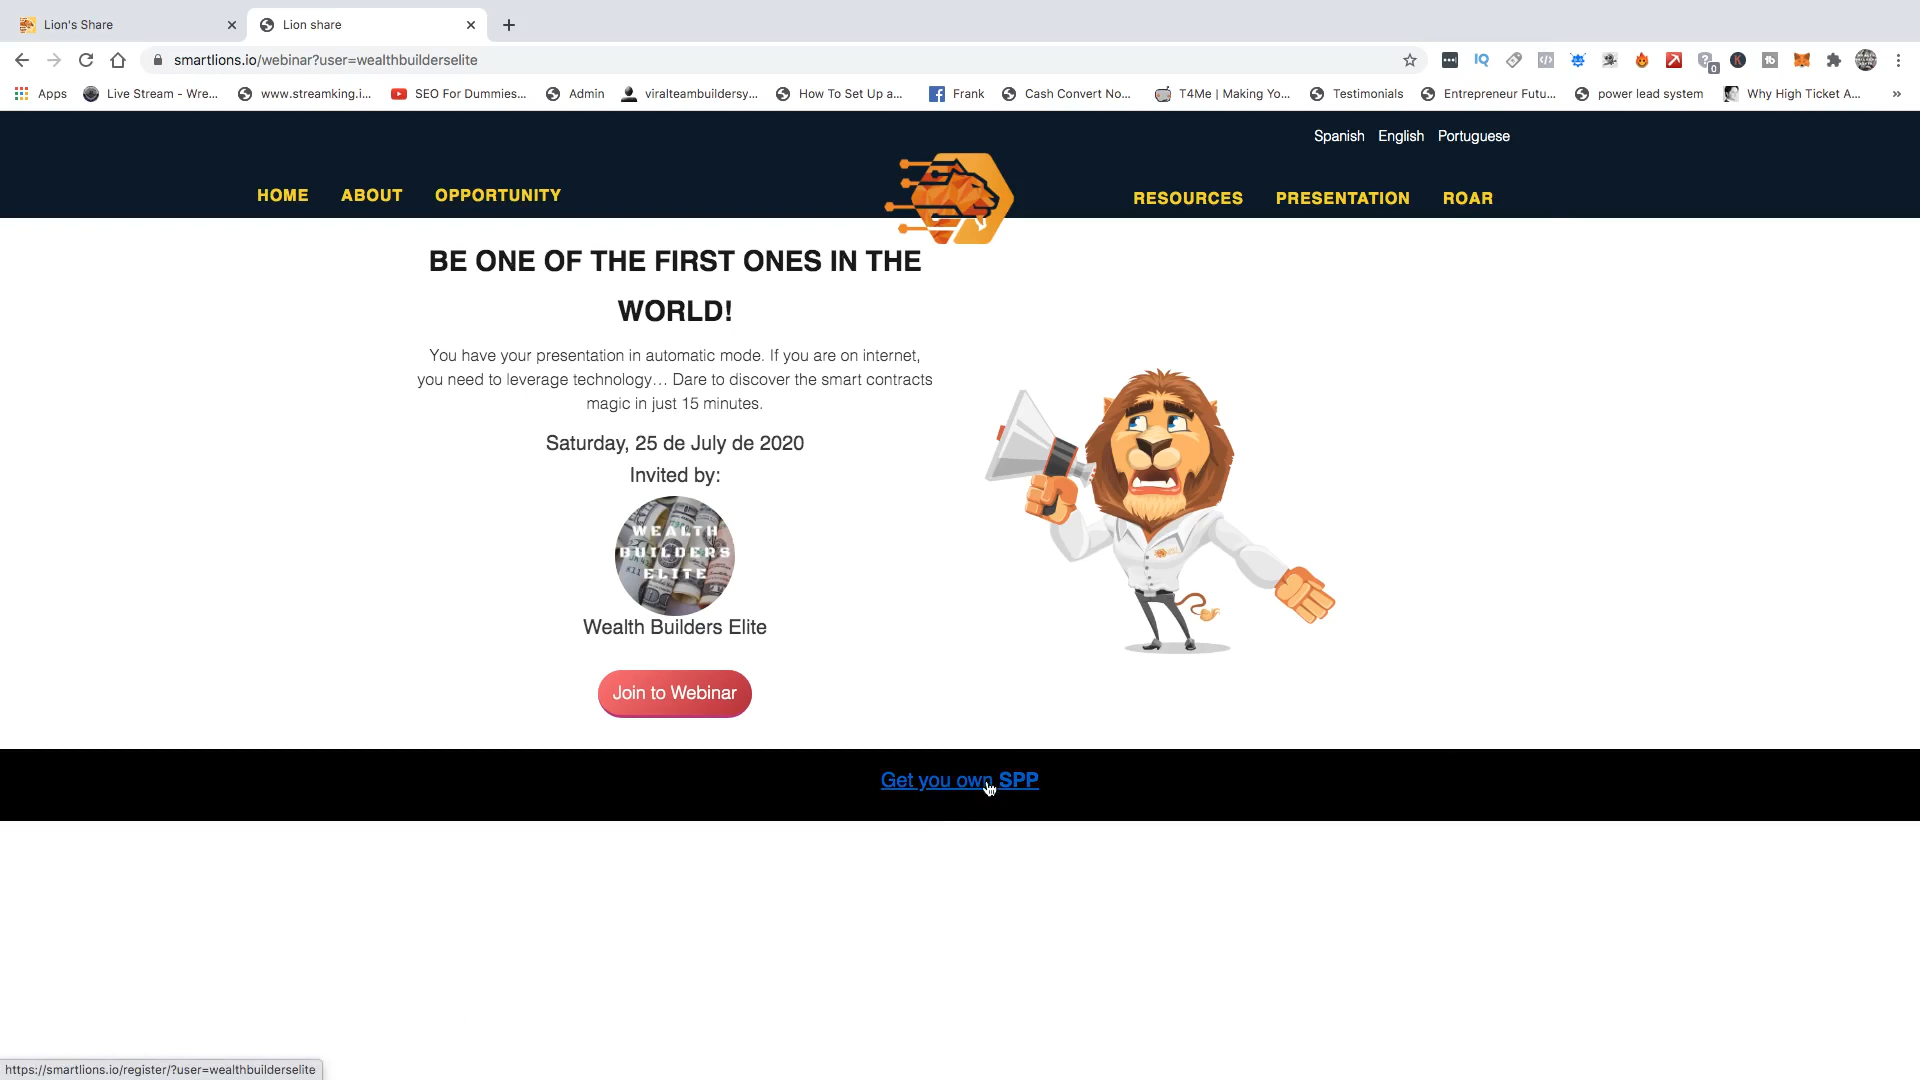 Lion's Share
Lion share
smartlions.io/webinar?user=wealthbuilderselite
IQ
0
K
tb
Apps
Live Stream - Wre...
www.streamking.i...
SEO For Dummies...
Admin
viralteambuildersy...
How To Set Up a...
Frank
Cash Convert No...
T4Me | Making Yo...
Testimonials
Entrepreneur Futu...
power lead system
Why High Ticket A...
»
Spanish English Portuguese
HOME ABOUT OPPORTUNITY
RESOURCES PRESENTATION ROAR
BE ONE OF THE FIRST ONES IN THE
WORLD!
You have your presentation in automatic mode. If you are on internet,
you need to leverage technology… Dare to discover the smart contracts
magic in just 15 minutes.
Saturday, 25 de July de 2020
Invited by:
WEALTH
BUILDERS
ELITE
Wealth Builders Elite
Join to Webinar
Get you own SPP
https://smartlions.io/register/?user=wealthbuilderselite